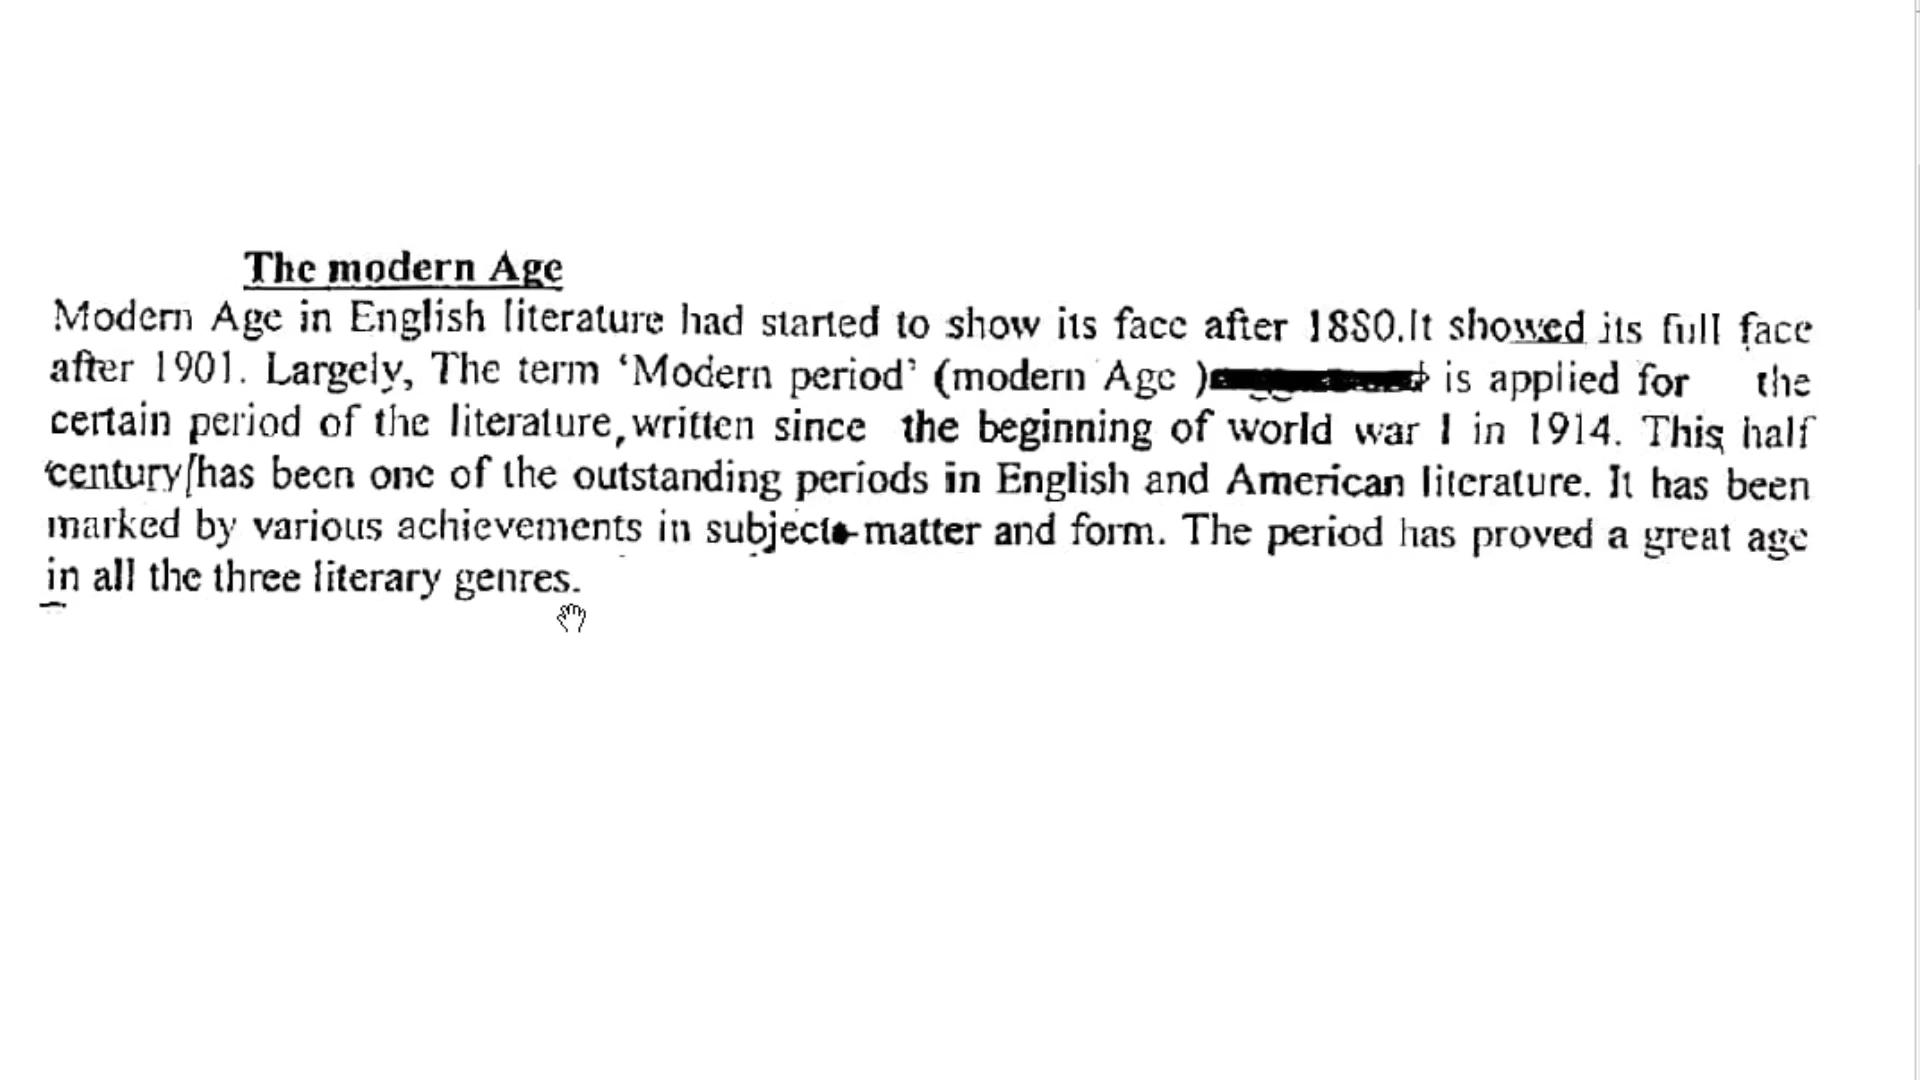 The modern Age
Modern Age in English literature had started to show its face after 1880.It showed its full face
after 1901. Largely, The term ‘Modern period’ (modern Age ) is applied for the
certain period of the literature, written since the beginning of world war I in 1914. This half
century has been one of the outstanding periods in English and American literature. It has been
marked by various achievements in subject-matter and form. The period has proved a great age
in all the three literary genres.